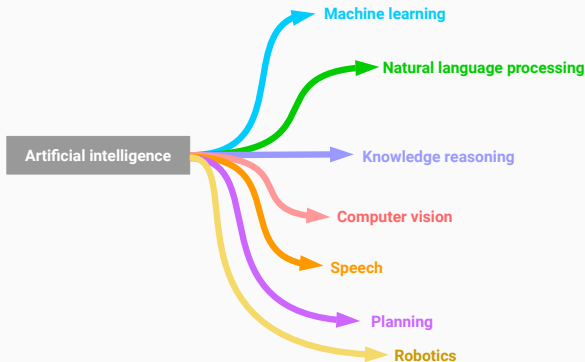 Machine learning
Natural language processing
Artificial intelligence
Knowledge reasoning
Computer vision
Speech
Planning
Robotics